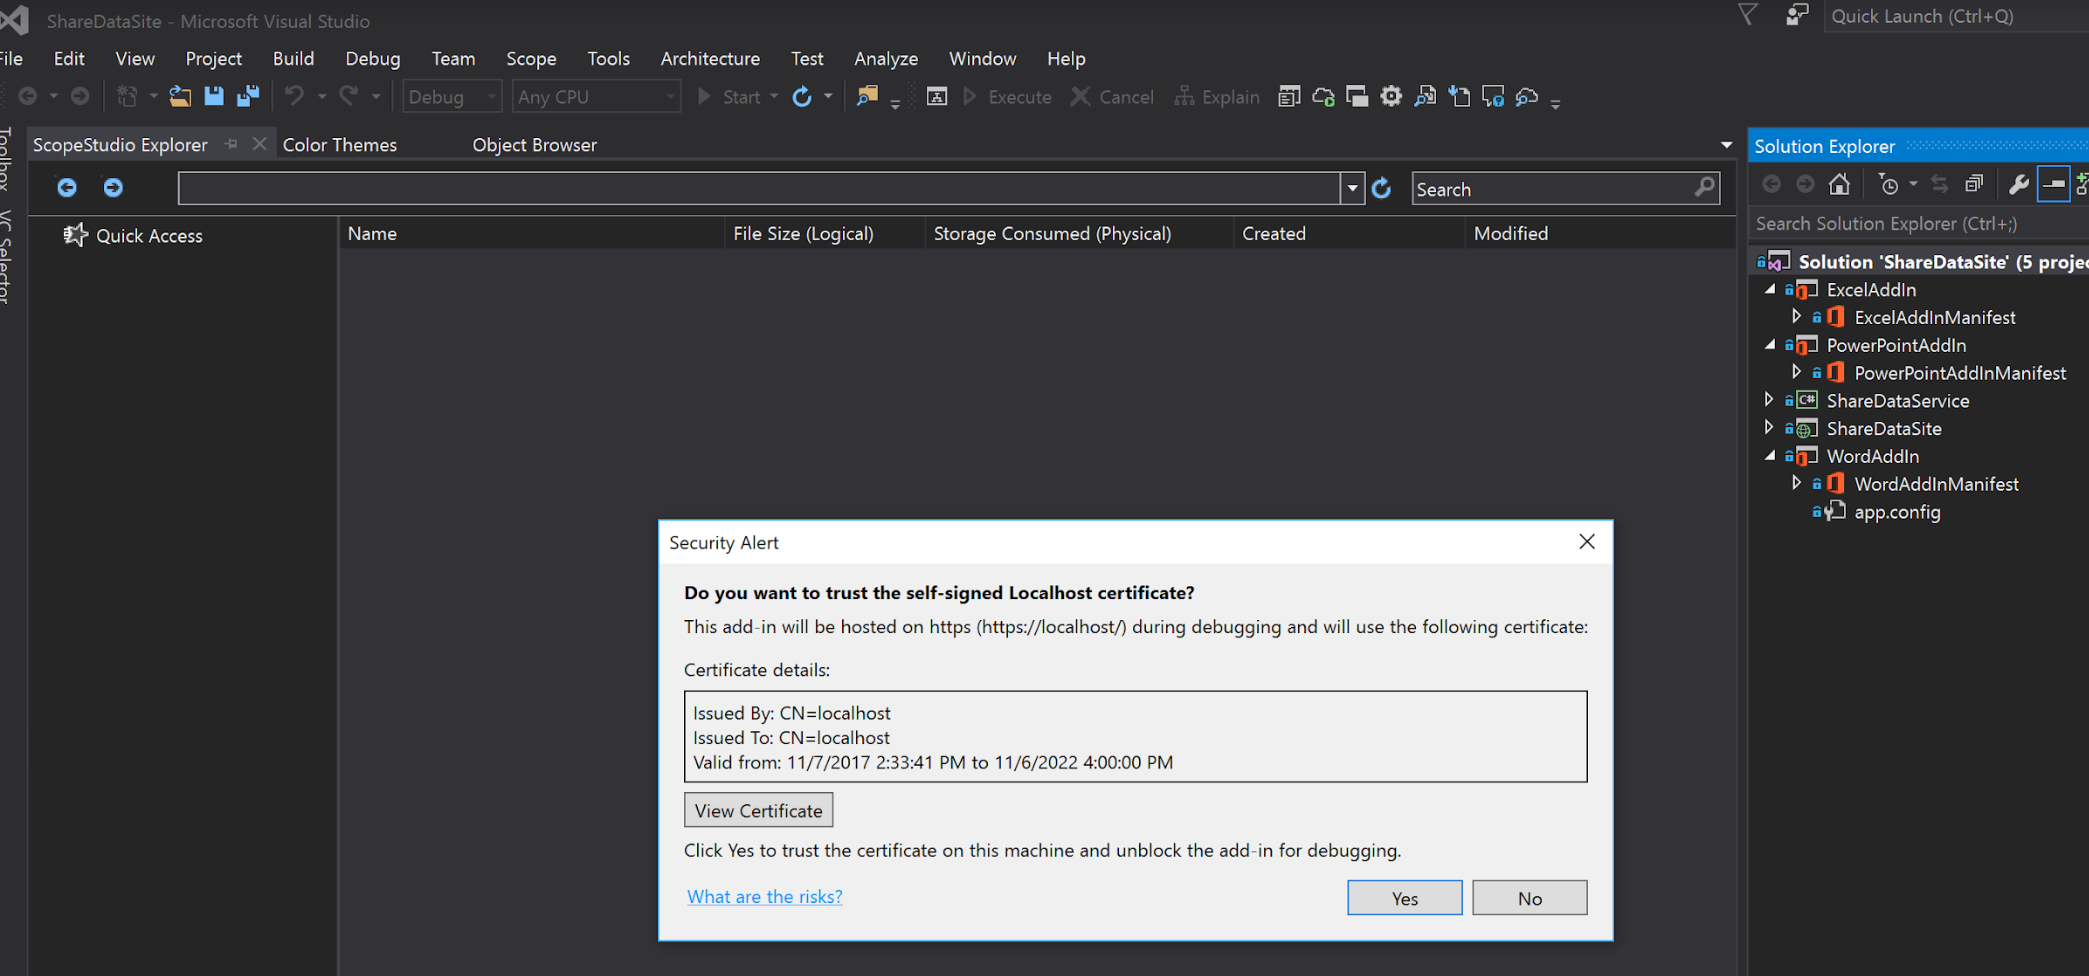 ShareDataSite - Microsoft Visual Studio
Quick Launch (Ctrl+Q)
File Edit View Project Build Debug Team Scope Tools Architecture Test Analyze Window Help
Debug Any CPU Start Execute Cancel Explain
Toolbox
VC Selector
ScopeStudio Explorer Color Themes Object Browser
Search
Quick Access
Name File Size (Logical) Storage Consumed (Physical) Created Modified
Solution Explorer
Search Solution Explorer (Ctrl+;)
Solution 'ShareDataSite' (5 projec
ExcelAddIn
ExcelAddInManifest
PowerPointAddIn
PowerPointAddInManifest
C# ShareDataService
ShareDataSite
WordAddIn
WordAddInManifest
app.config
Security Alert
Do you want to trust the self-signed Localhost certificate?
This add-in will be hosted on https (https://localhost/) during debugging and will use the following certificate:
Certificate details:
Issued By: CN=localhost
Issued To: CN=localhost
Valid from: 11/7/2017 2:33:41 PM to 11/6/2022 4:00:00 PM
View Certificate
Click Yes to trust the certificate on this machine and unblock the add-in for debugging.
What are the risks?
Yes No